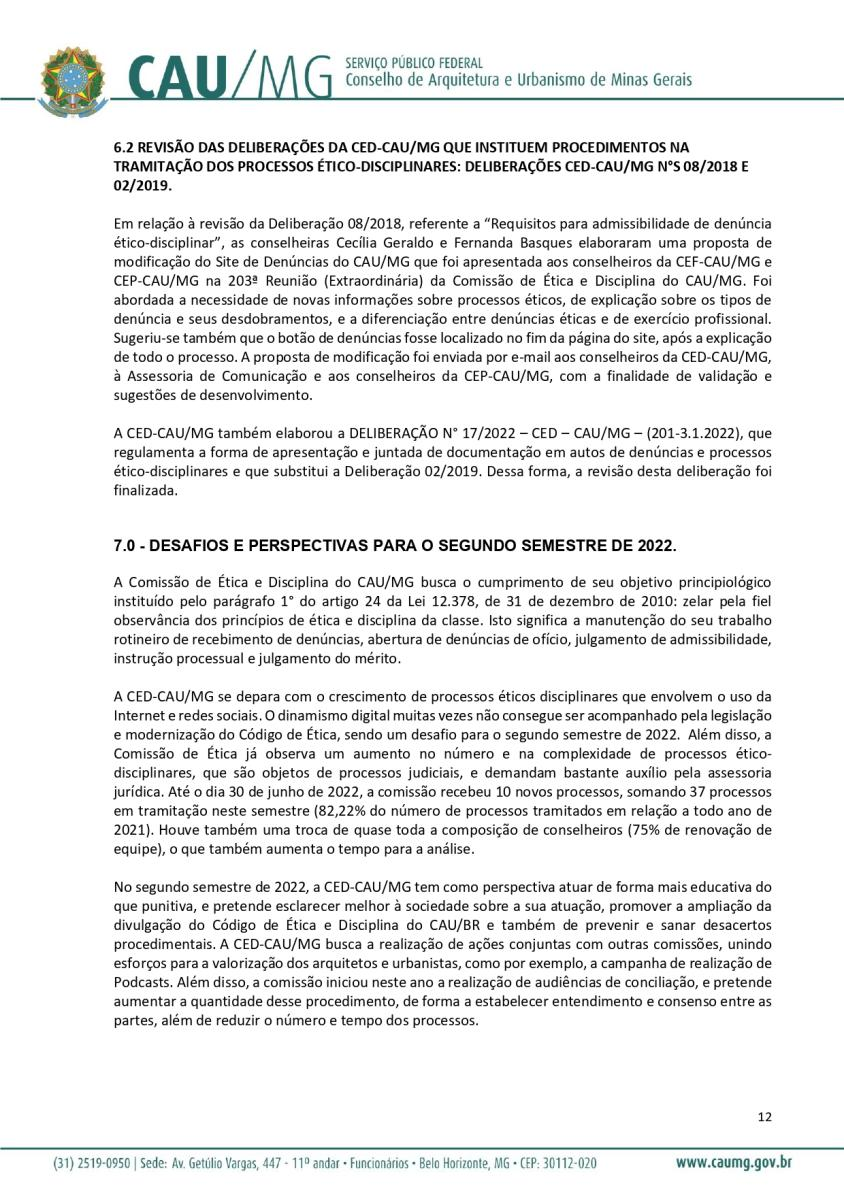 CAU/MG
SERVIÇO PÚBLICO FEDERAL
Conselho de Arquitetura e Urbanismo de Minas Gerais
6.2 REVISÃO DAS DELIBERAÇÕES DA CED-CAU/MG QUE INSTITUEM PROCEDIMENTOS NA
TRAMITAÇÃO DOS PROCESSOS ÉTICO-DISCIPLINARES: DELIBERAÇÕES CED-CAU/MG N°S 08/2018 E
02/2019.
Em relação à revisão da Deliberação 08/2018, referente a “Requisitos para admissibilidade de denúncia
ético-disciplinar”, as conselheiras Cecília Geraldo e Fernanda Basques elaboraram uma proposta de
modificação do Site de Denúncias do CAU/MG que foi apresentada aos conselheiros da CEF-CAU/MG e
CEP-CAU/MG na 203ª Reunião (Extraordinária) da Comissão de Ética e Disciplina do CAU/MG. Foi
abordada a necessidade de novas informações sobre processos éticos, de explicação sobre os tipos de
denúncia e seus desdobramentos, e a diferenciação entre denúncias éticas e de exercício profissional.
Sugeriu-se também que o botão de denúncias fosse localizado no fim da página do site, após a explicação
de todo o processo. A proposta de modificação foi enviada por e-mail aos conselheiros da CED-CAU/MG,
à Assessoria de Comunicação e aos conselheiros da CEP-CAU/MG, com a finalidade de validação e
sugestões de desenvolvimento.
A CED-CAU/MG também elaborou a DELIBERAÇÃO N° 17/2022 – CED – CAU/MG – (201-3.1.2022), que
regulamenta a forma de apresentação e juntada de documentação em autos de denúncias e processos
ético-disciplinares e que substitui a Deliberação 02/2019. Dessa forma, a revisão desta deliberação foi
finalizada.
7.0 - DESAFIOS E PERSPECTIVAS PARA O SEGUNDO SEMESTRE DE 2022.
A Comissão de Ética e Disciplina do CAU/MG busca o cumprimento de seu objetivo principiológico
instituído pelo parágrafo 1° do artigo 24 da Lei 12.378, de 31 de dezembro de 2010: zelar pela fiel
observância dos princípios de ética e disciplina da classe. Isto significa a manutenção do seu trabalho
rotineiro de recebimento de denúncias, abertura de denúncias de ofício, julgamento de admissibilidade,
instrução processual e julgamento do mérito.
A CED-CAU/MG se depara com o crescimento de processos éticos disciplinares que envolvem o uso da
Internet e redes sociais. O dinamismo digital muitas vezes não consegue ser acompanhado pela legislação
e modernização do Código de Ética, sendo um desafio para o segundo semestre de 2022. Além disso, a
Comissão de Ética já observa um aumento no número e na complexidade de processos ético-
disciplinares, que são objetos de processos judiciais, e demandam bastante auxílio pela assessoria
jurídica. Até o dia 30 de junho de 2022, a comissão recebeu 10 novos processos, somando 37 processos
em tramitação neste semestre (82,22% do número de processos tramitados em relação a todo ano de
2021). Houve também uma troca de quase toda a composição de conselheiros (75% de renovação de
equipe), o que também aumenta o tempo para a análise.
No segundo semestre de 2022, a CED-CAU/MG tem como perspectiva atuar de forma mais educativa do
que punitiva, e pretende esclarecer melhor à sociedade sobre a sua atuação, promover a ampliação da
divulgação do Código de Ética e Disciplina do CAU/BR e também de prevenir e sanar desacertos
procedimentais. A CED-CAU/MG busca a realização de ações conjuntas com outras comissões, unindo
esforços para a valorização dos arquitetos e urbanistas, como por exemplo, a campanha de realização de
Podcasts. Além disso, a comissão iniciou neste ano a realização de audiências de conciliação, e pretende
aumentar a quantidade desse procedimento, de forma a estabelecer entendimento e consenso entre as
partes, além de reduzir o número e tempo dos processos.
12
(31) 2519-0950 | Sede: Av. Getúlio Vargas, 447 - 11º andar • Funcionários • Belo Horizonte, MG • CEP: 30112-020
www.caumg.gov.br